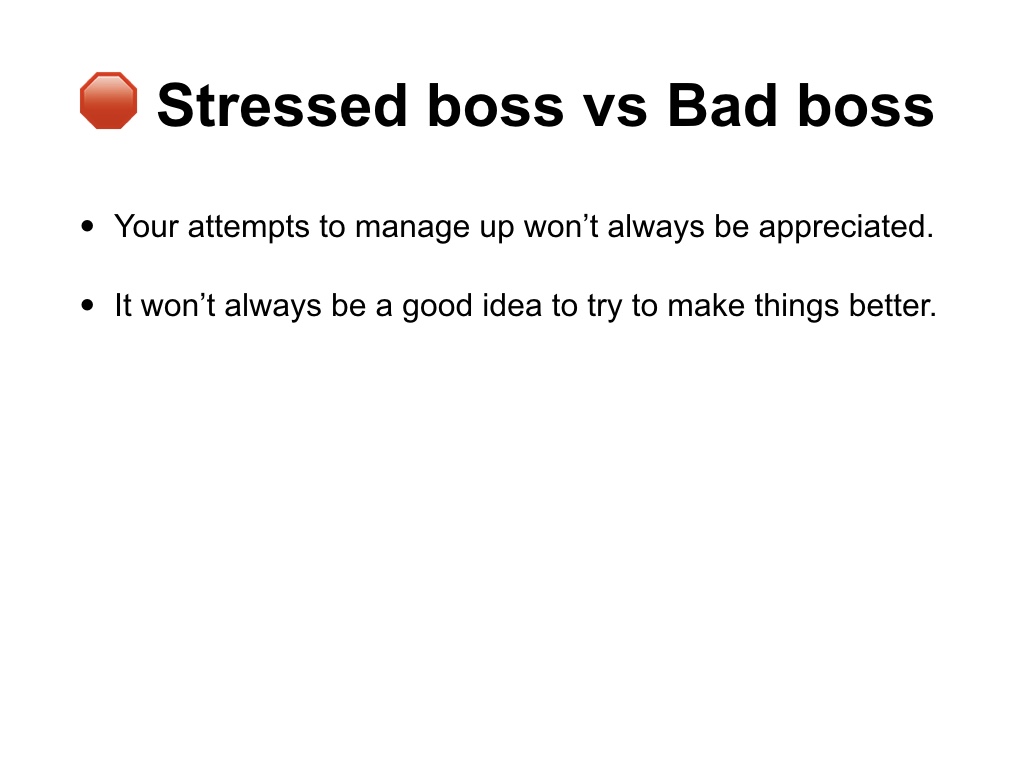 🛑 Stressed boss vs Bad boss
• Your attempts to manage up won’t always be appreciated.
• It won’t always be a good idea to try to make things better.